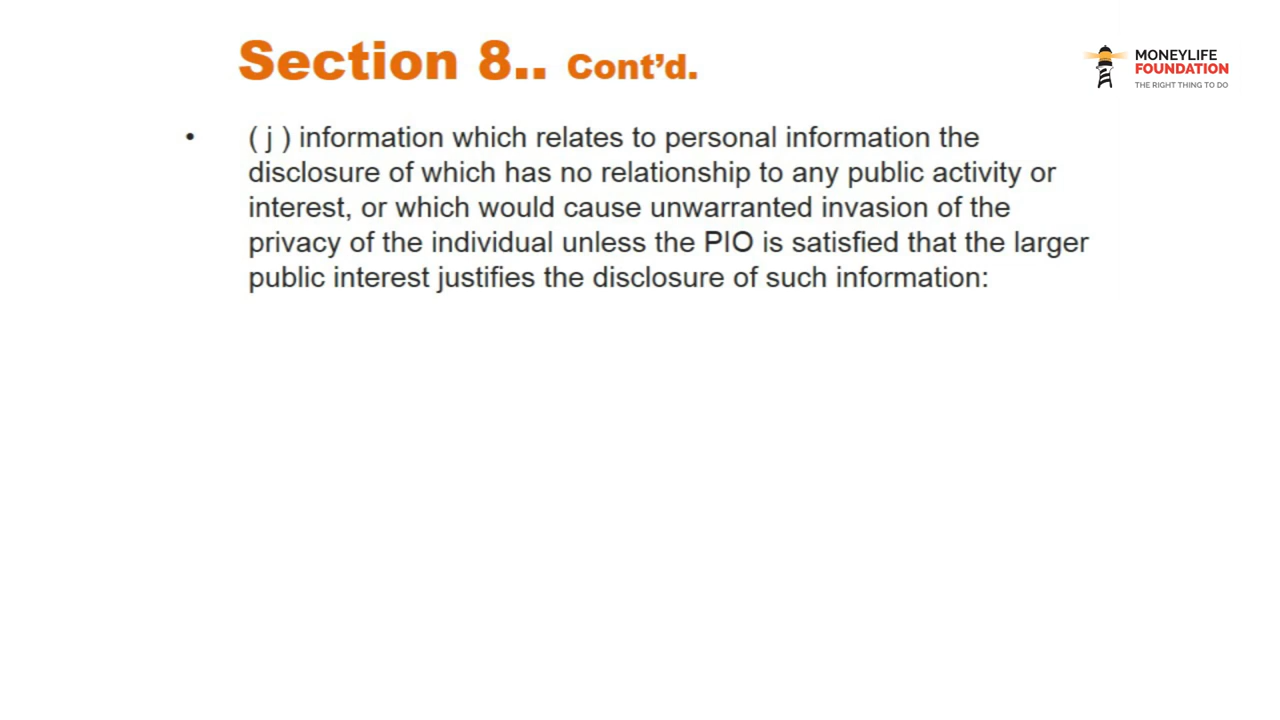 Section 8.. Cont’d.
MONEYLIFE
FOUNDATION
THE RIGHT THING TO DO
• ( j ) information which relates to personal information the
disclosure of which has no relationship to any public activity or
interest, or which would cause unwarranted invasion of the
privacy of the individual unless the PIO is satisfied that the larger
public interest justifies the disclosure of such information: